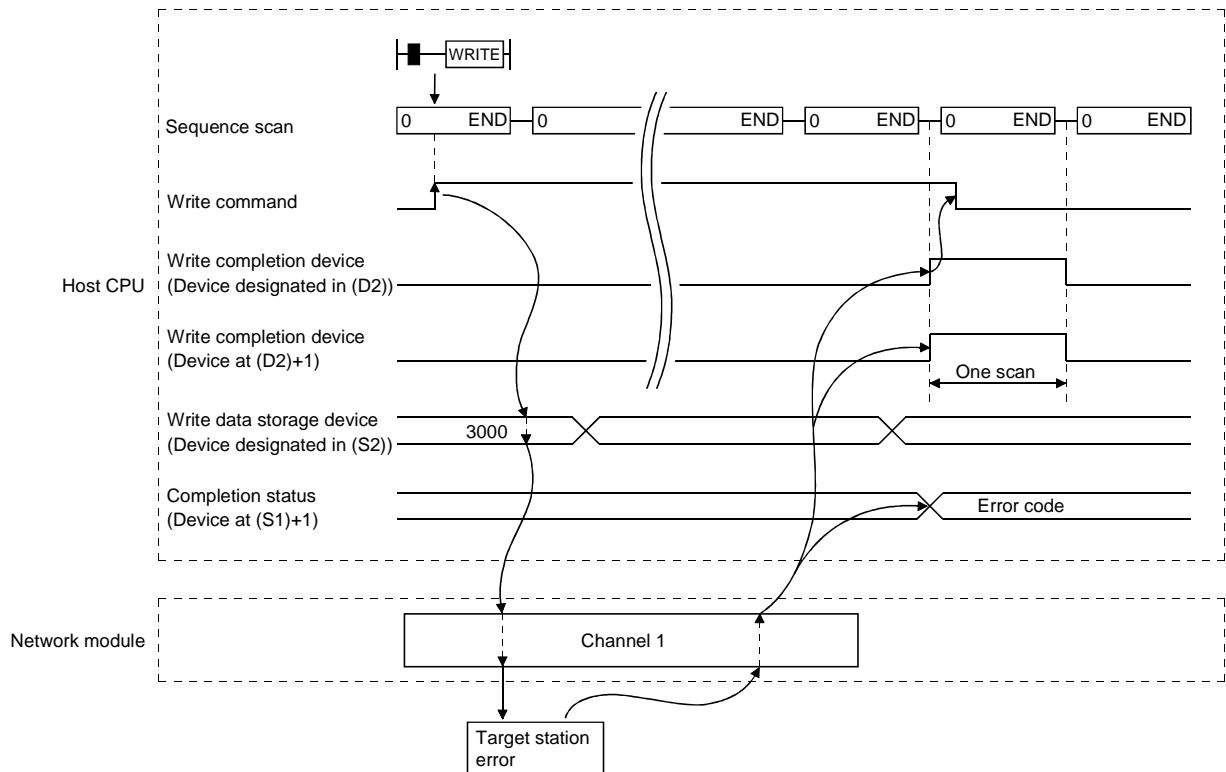 WRITE
Sequence scan
0 END 0 END 0 END 0 END 0 END
Write command
Host CPU
Write completion device
(Device designated in (D2))
Write completion device
(Device at (D2)+1)
One scan
Write data storage device
(Device designated in (S2))
3000
Completion status
(Device at (S1)+1)
Error code
Network module
Channel 1
Target station
error